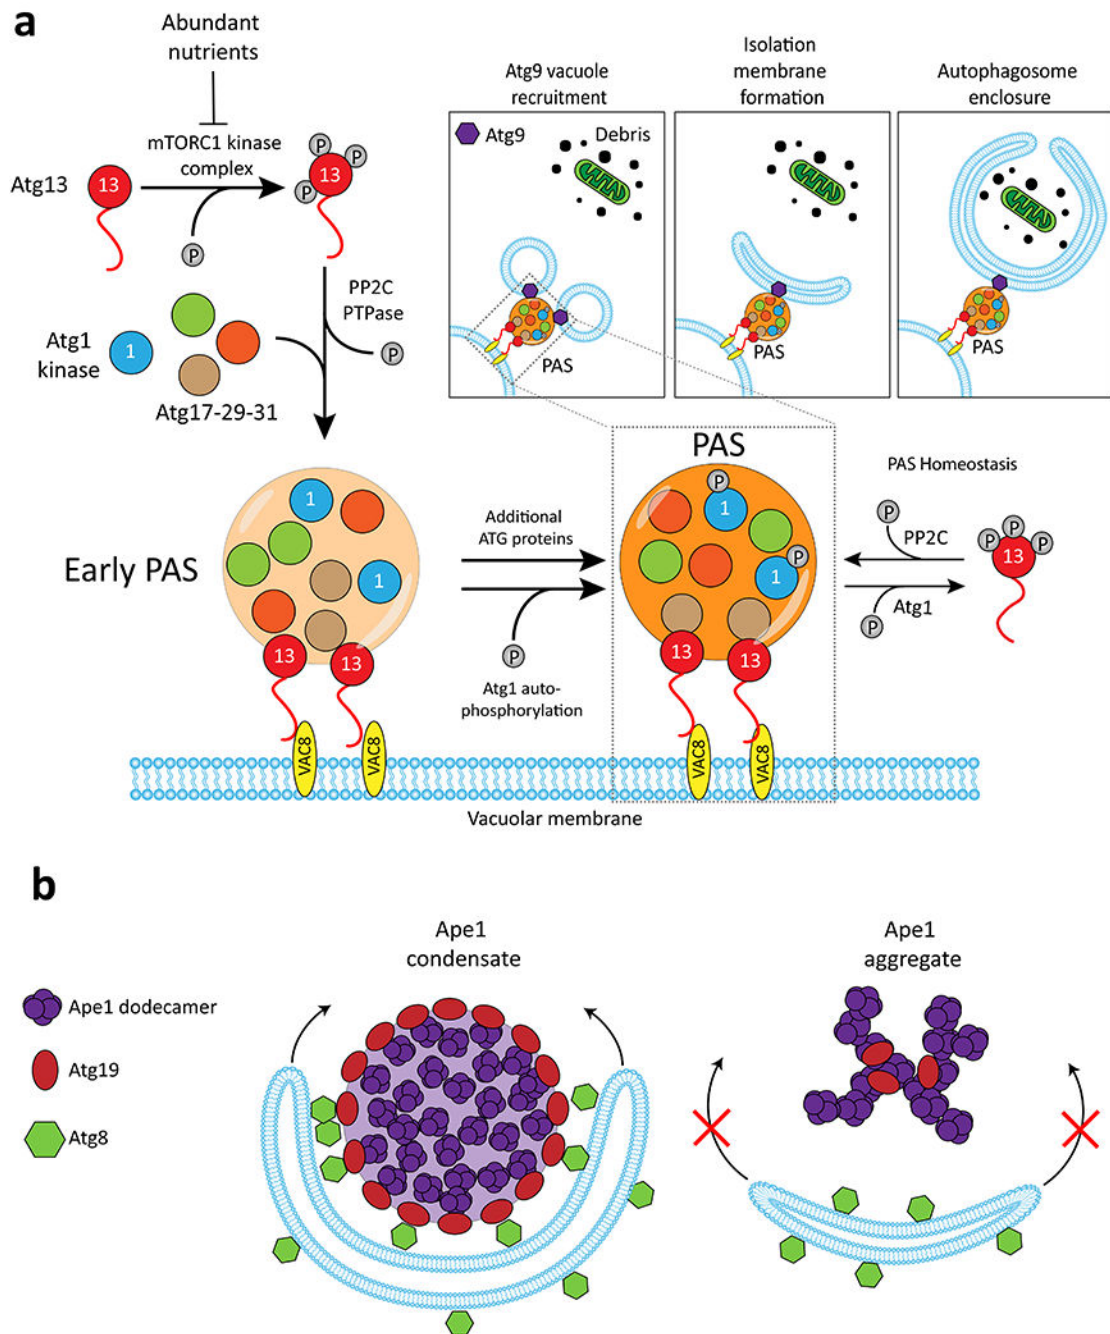 a
Abundant
nutrients
mTORC1 kinase
complex
Atg13
13
P
P
P
13
P
PP2C
PTPase
P
Atg1
kinase
1
Atg17-29-31
Atg9 vacuole
recruitment
Atg9
Debris
PAS
Isolation
membrane
formation
PAS
Autophagosome
enclosure
PAS
Early PAS
1
1
13
13
VAC8
VAC8
Additional
ATG proteins
P
Atg1 auto-
phosphorylation
PAS
P
1
P
1
13
13
VAC8
VAC8
PAS Homeostasis
P
PP2C
Atg1
P
P
P
P
13
Vacuolar membrane
b
Ape1 dodecamer
Atg19
Atg8
Ape1
condensate
Ape1
aggregate